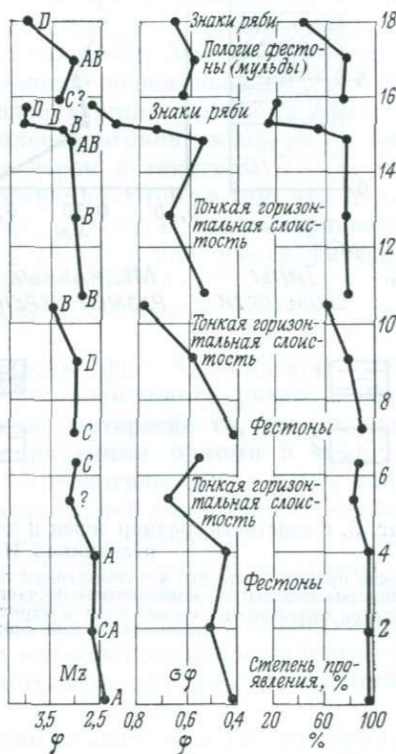 D
Знаки ряби
18
AB
Пологие фестоны (мульды)
C?
16
D
B
Знаки ряби
D
B
AB
14
B
Тонкая горизонтальная слоистость
12
B
B
10
Тонкая горизонтальная слоистость
D
8
C
Фестоны
C
6
?
Тонкая горизонтальная слоистость
A
4
Фестоны
CA
2
Mz
σφ
Степень проявления, %
A
3,5 2,5 0,8 0,6 0,4 20 60 100
φ φ %